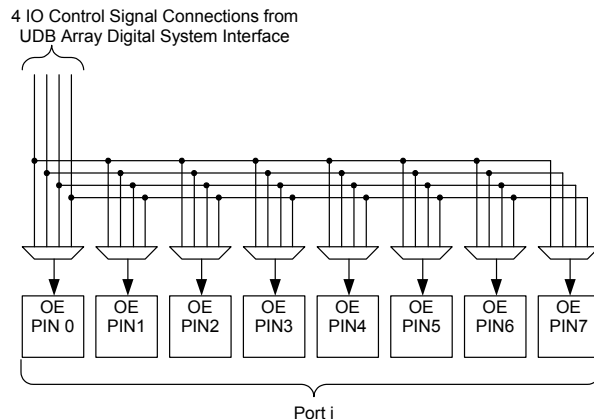 4 IO Control Signal Connections from
UDB Array Digital System Interface
OE
PIN 0
OE
PIN1
OE
PIN2
OE
PIN3
OE
PIN4
OE
PIN5
OE
PIN6
OE
PIN7
Port i